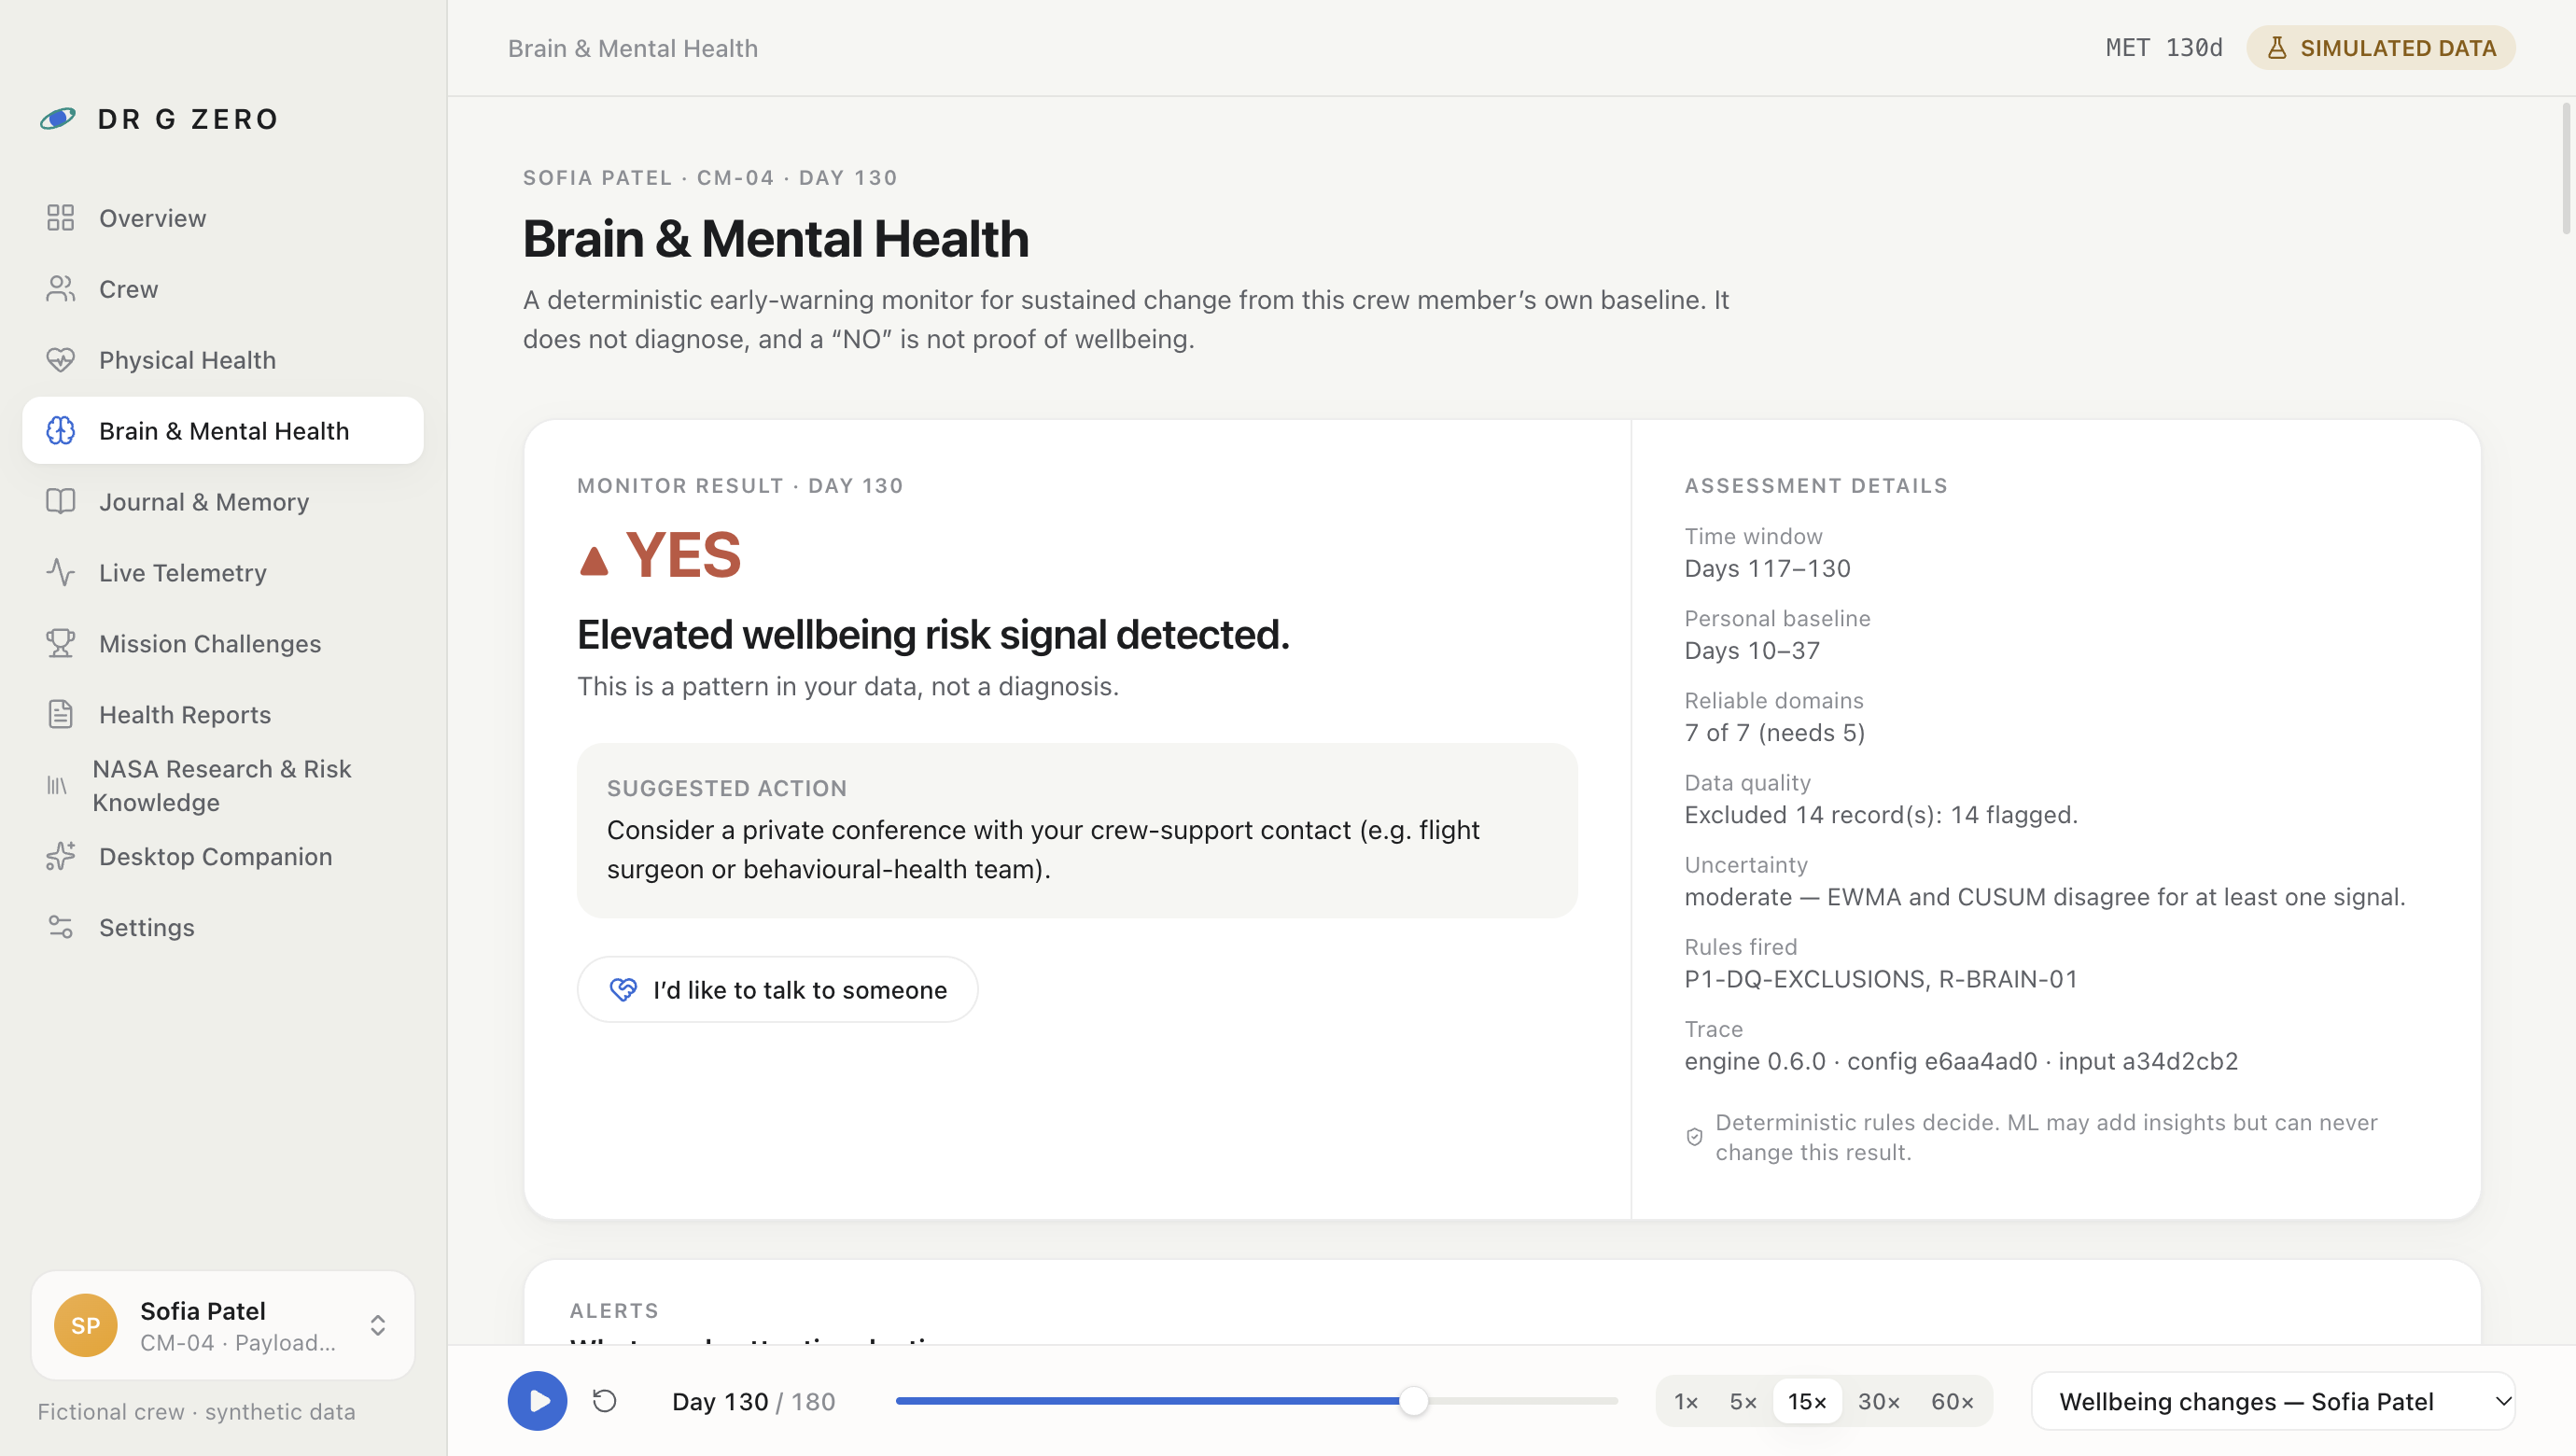 DR G ZERO
Overview
Crew
Physical Health
Brain & Mental Health
Journal & Memory
Live Telemetry
Mission Challenges
Health Reports
NASA Research & Risk
Knowledge
Desktop Companion
Settings
SP
Sofia Patel
CM-04 · Payload...
Fictional crew · synthetic data
Brain & Mental Health
MET 130d
SIMULATED DATA
SOFIA PATEL · CM-04 · DAY 130
Brain & Mental Health
A deterministic early-warning monitor for sustained change from this crew member’s own baseline. It
does not diagnose, and a “NO” is not proof of wellbeing.
MONITOR RESULT · DAY 130
YES
Elevated wellbeing risk signal detected.
This is a pattern in your data, not a diagnosis.
SUGGESTED ACTION
Consider a private conference with your crew-support contact (e.g. flight
surgeon or behavioural-health team).
I’d like to talk to someone
ASSESSMENT DETAILS
Time window
Days 117–130
Personal baseline
Days 10–37
Reliable domains
7 of 7 (needs 5)
Data quality
Excluded 14 record(s): 14 flagged.
Uncertainty
moderate — EWMA and CUSUM disagree for at least one signal.
Rules fired
P1-DQ-EXCLUSIONS, R-BRAIN-01
Trace
engine 0.6.0 · config e6aa4ad0 · input a34d2cb2
Deterministic rules decide. ML may add insights but can never
change this result.
ALERTS
Day 130 / 180
1×
5×
15×
30×
60×
Wellbeing changes — Sofia Patel